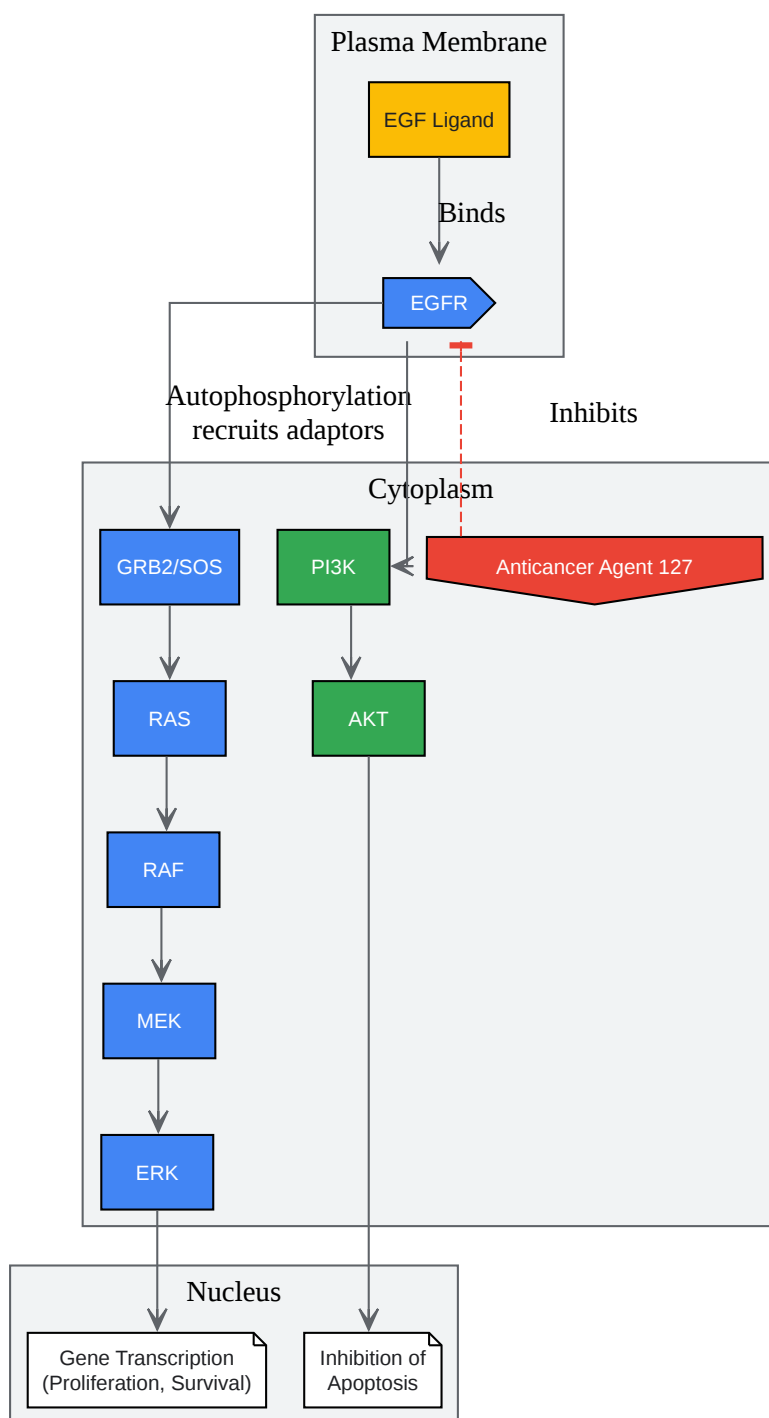 Plasma Membrane
EGF Ligand
Binds
EGFR
Autophosphorylation
recruits adaptors
Inhibits
Cytoplasm
GRB2/SOS
PI3K
Anticancer Agent 127
RAS
AKT
RAF
MEK
ERK
Nucleus
Gene Transcription
(Proliferation, Survival)
Inhibition of
Apoptosis